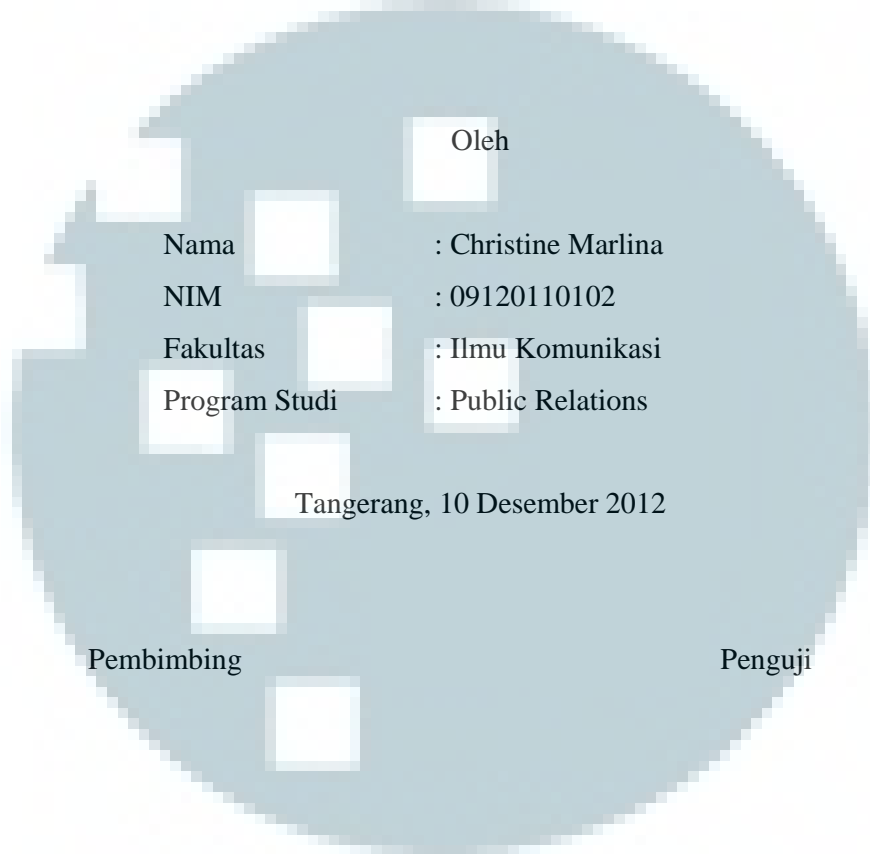 Oleh
Nama : Christine Marlina
NIM : 09120110102
Fakultas : Ilmu Komunikasi
Program Studi : Public Relations
Tangerang, 10 Desember 2012
Pembimbing Penguji